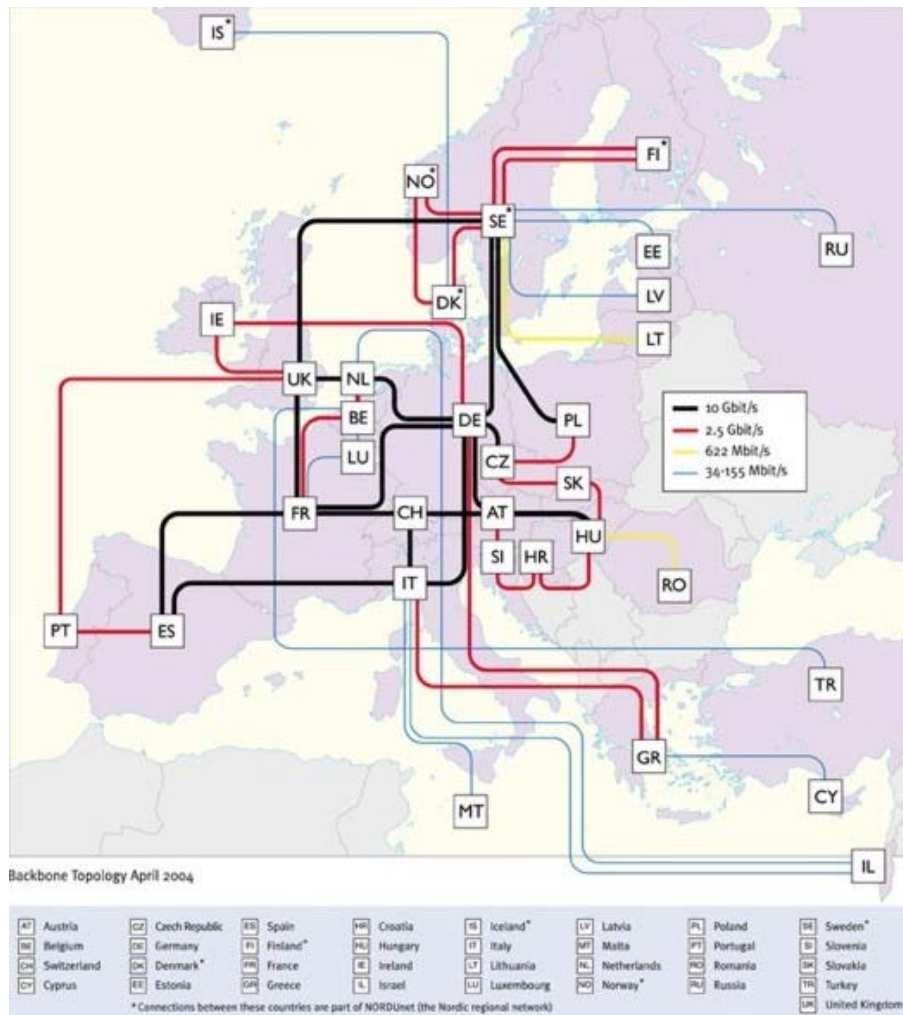 IS*
FI*
NO*
SE*
RU
EE
DK*
LV
IE
LT
UK
NL
10 Gbit/s
BE
DE
PL
2.5 Gbit/s
622 Mbit/s
LU
CZ
34-155 Mbit/s
SK
FR
CH
AT
HU
SI
HR
IT
RO
PT
ES
TR
GR
MT
CY
IL
Backbone Topology April 2004
AT Austria CZ Czech Republic ES Spain HR Croatia IS Iceland* LV Latvia PL Poland SE Sweden*
BE Belgium DE Germany FI Finland* HU Hungary IT Italy MT Malta PT Portugal SI Slovenia
CH Switzerland DK Denmark* FR France IE Ireland LT Lithuania NL Netherlands RO Romania SK Slovakia
CY Cyprus EE Estonia GR Greece IL Israel LU Luxembourg NO Norway* RU Russia TR Turkey
* Connections between these countries are part of NORDUnet (the Nordic regional network) UK United Kingdom